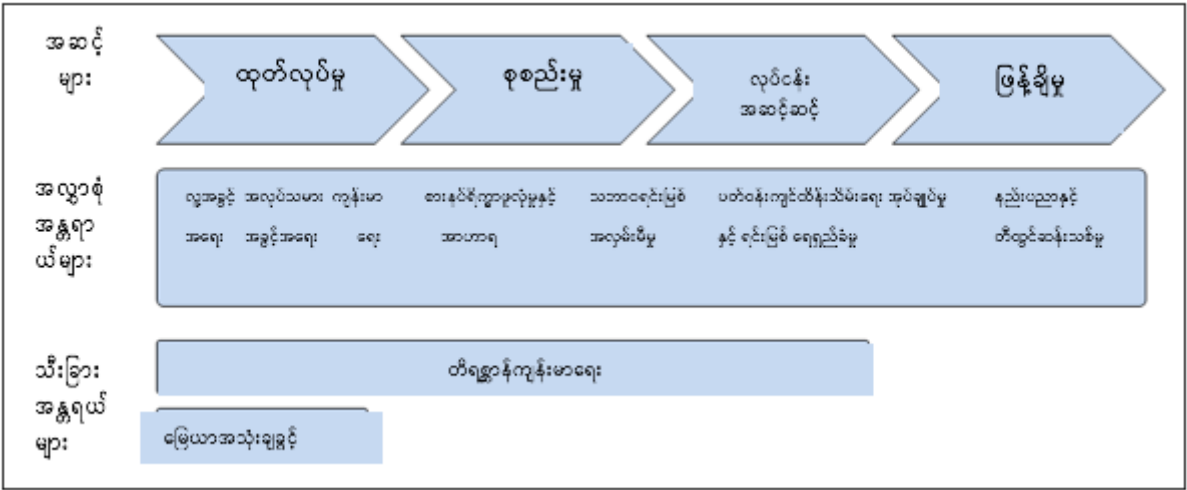 အဆင့်
များ
ထုတ်လုပ်မှု
စုစည်းမှု
လုပ်ငန်း
အဆင့်ဆင့်
ဖြန့်ချိမှု
အလွှာစုံ
အန္တရာ
ယ်များ
လူ့အခွင့် အလုပ်သမား ကျန်းမာ စားနပ်ရိက္ခာဖူလုံမှုနှင့် သဘာဝရင်းမြစ် ပတ်ဝန်းကျင်ထိန်းသိမ်းရေး အုပ်ချုပ်မှု နည်းပညာနှင့်
အရေး အခွင့်အရေး ရေး အာဟာရ အလှမ်းမီမှု နှင့် ရင်းမြစ် ရေရှည်ခံမှု တီထွင်ဆန်းသစ်မှု
သီးခြား
အန္တရယ်
များ
တိရစ္ဆာန်ကျန်းမာရေး
မြေယာအသုံးချခွင့်